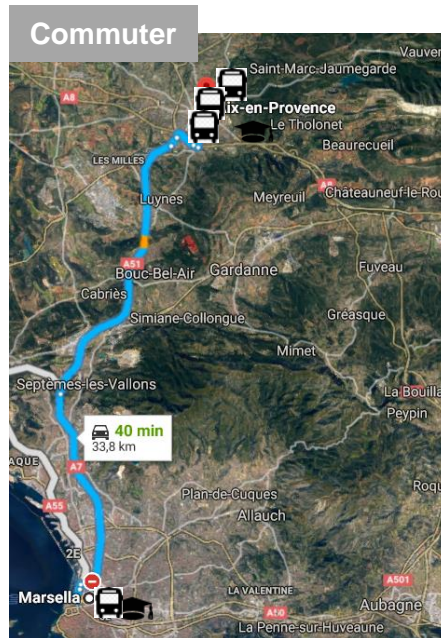 Commuter
Vauver
Saint-Marc-Jaumegarde
A8
ix-en-Provence
Le Tholonet
LES MILLES
Beaurecueil
A8
Luynes
Meyreuil
Châteauneuf-le-Rou
A51
Bouc-Bel-Air
Gardanne
Fuveau
Cabriès
Simiane-Collongue
Gréasque
Mimet
Septèmes-les-Vallons
La Bouilla
Peypin
40 min
33,8 km
AQUE
A7
Roqu
A55
Plan-de-Cuques
Allauch
2E
A501
Marsella
LA VALENTINE
Aubagne
A50
La Penne-sur-Huveaune